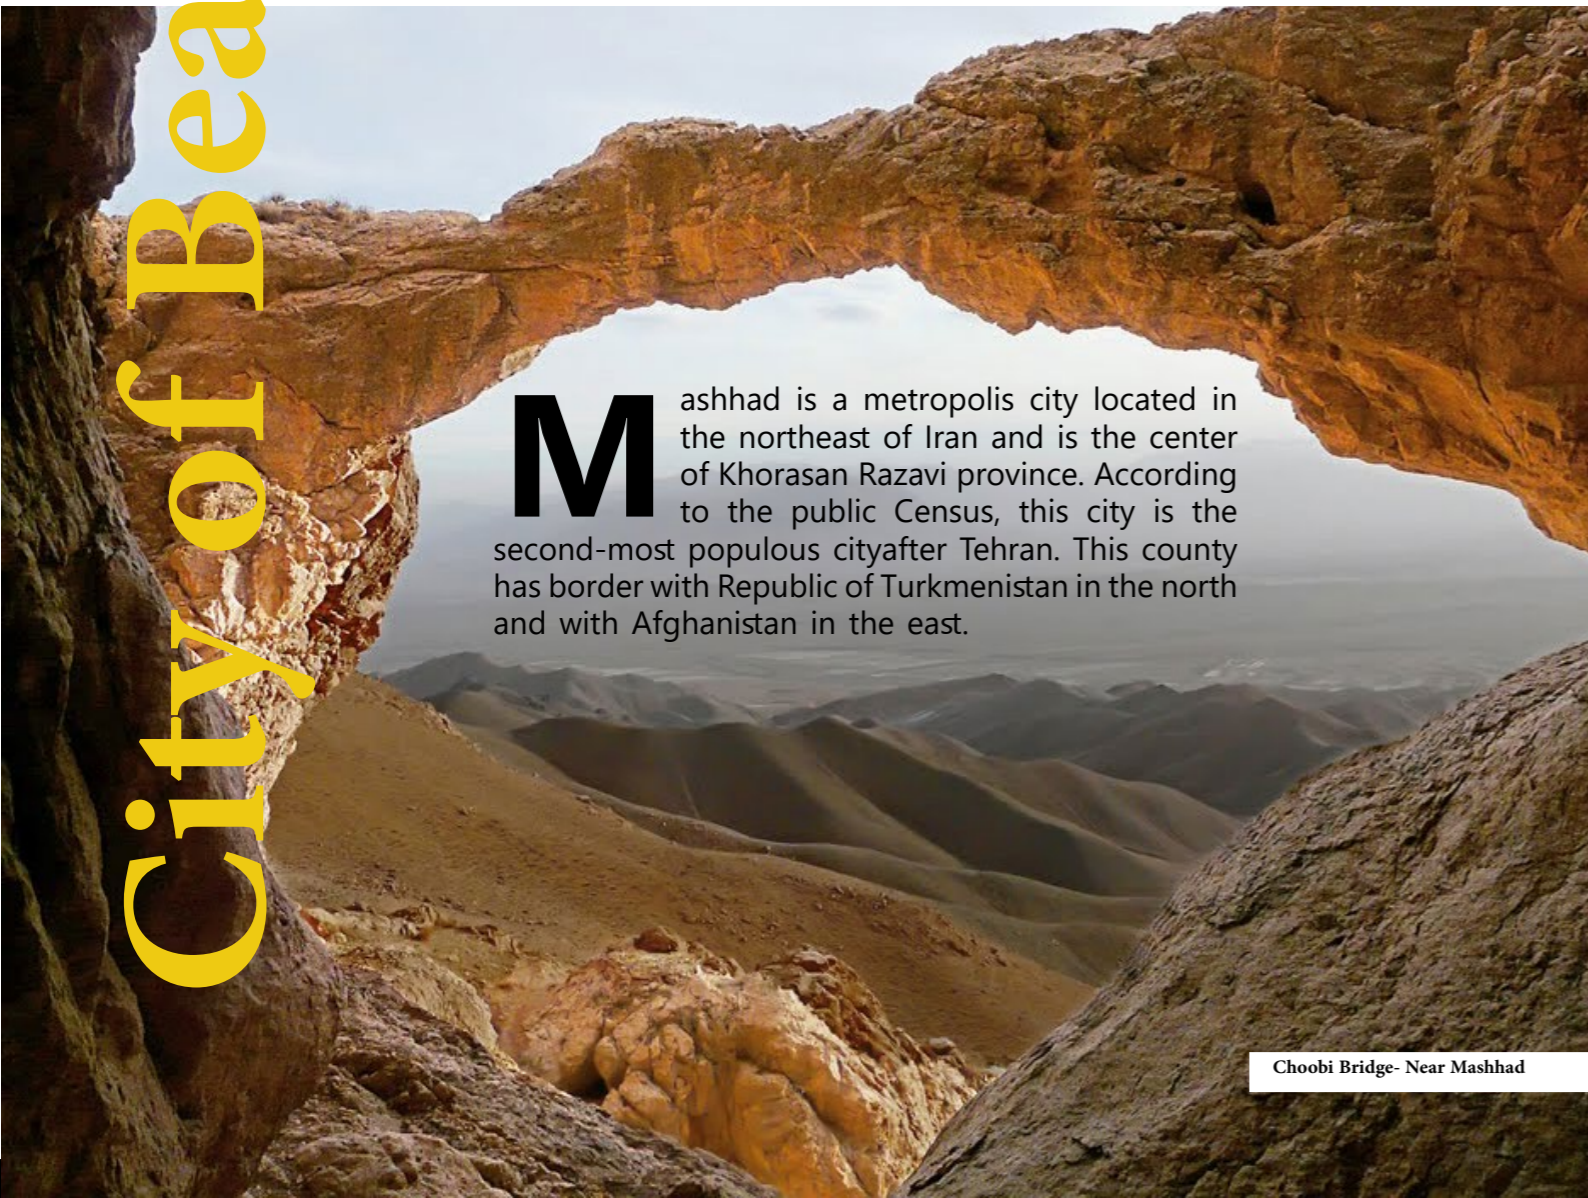 City of Bea
Mashhad is a metropolis city located in
the northeast of Iran and is the center
of Khorasan Razavi province. According
to the public Census, this city is the
second-most populous cityafter Tehran. This county
has border with Republic of Turkmenistan in the north
and with Afghanistan in the east.
Choobi Bridge- Near Mashhad